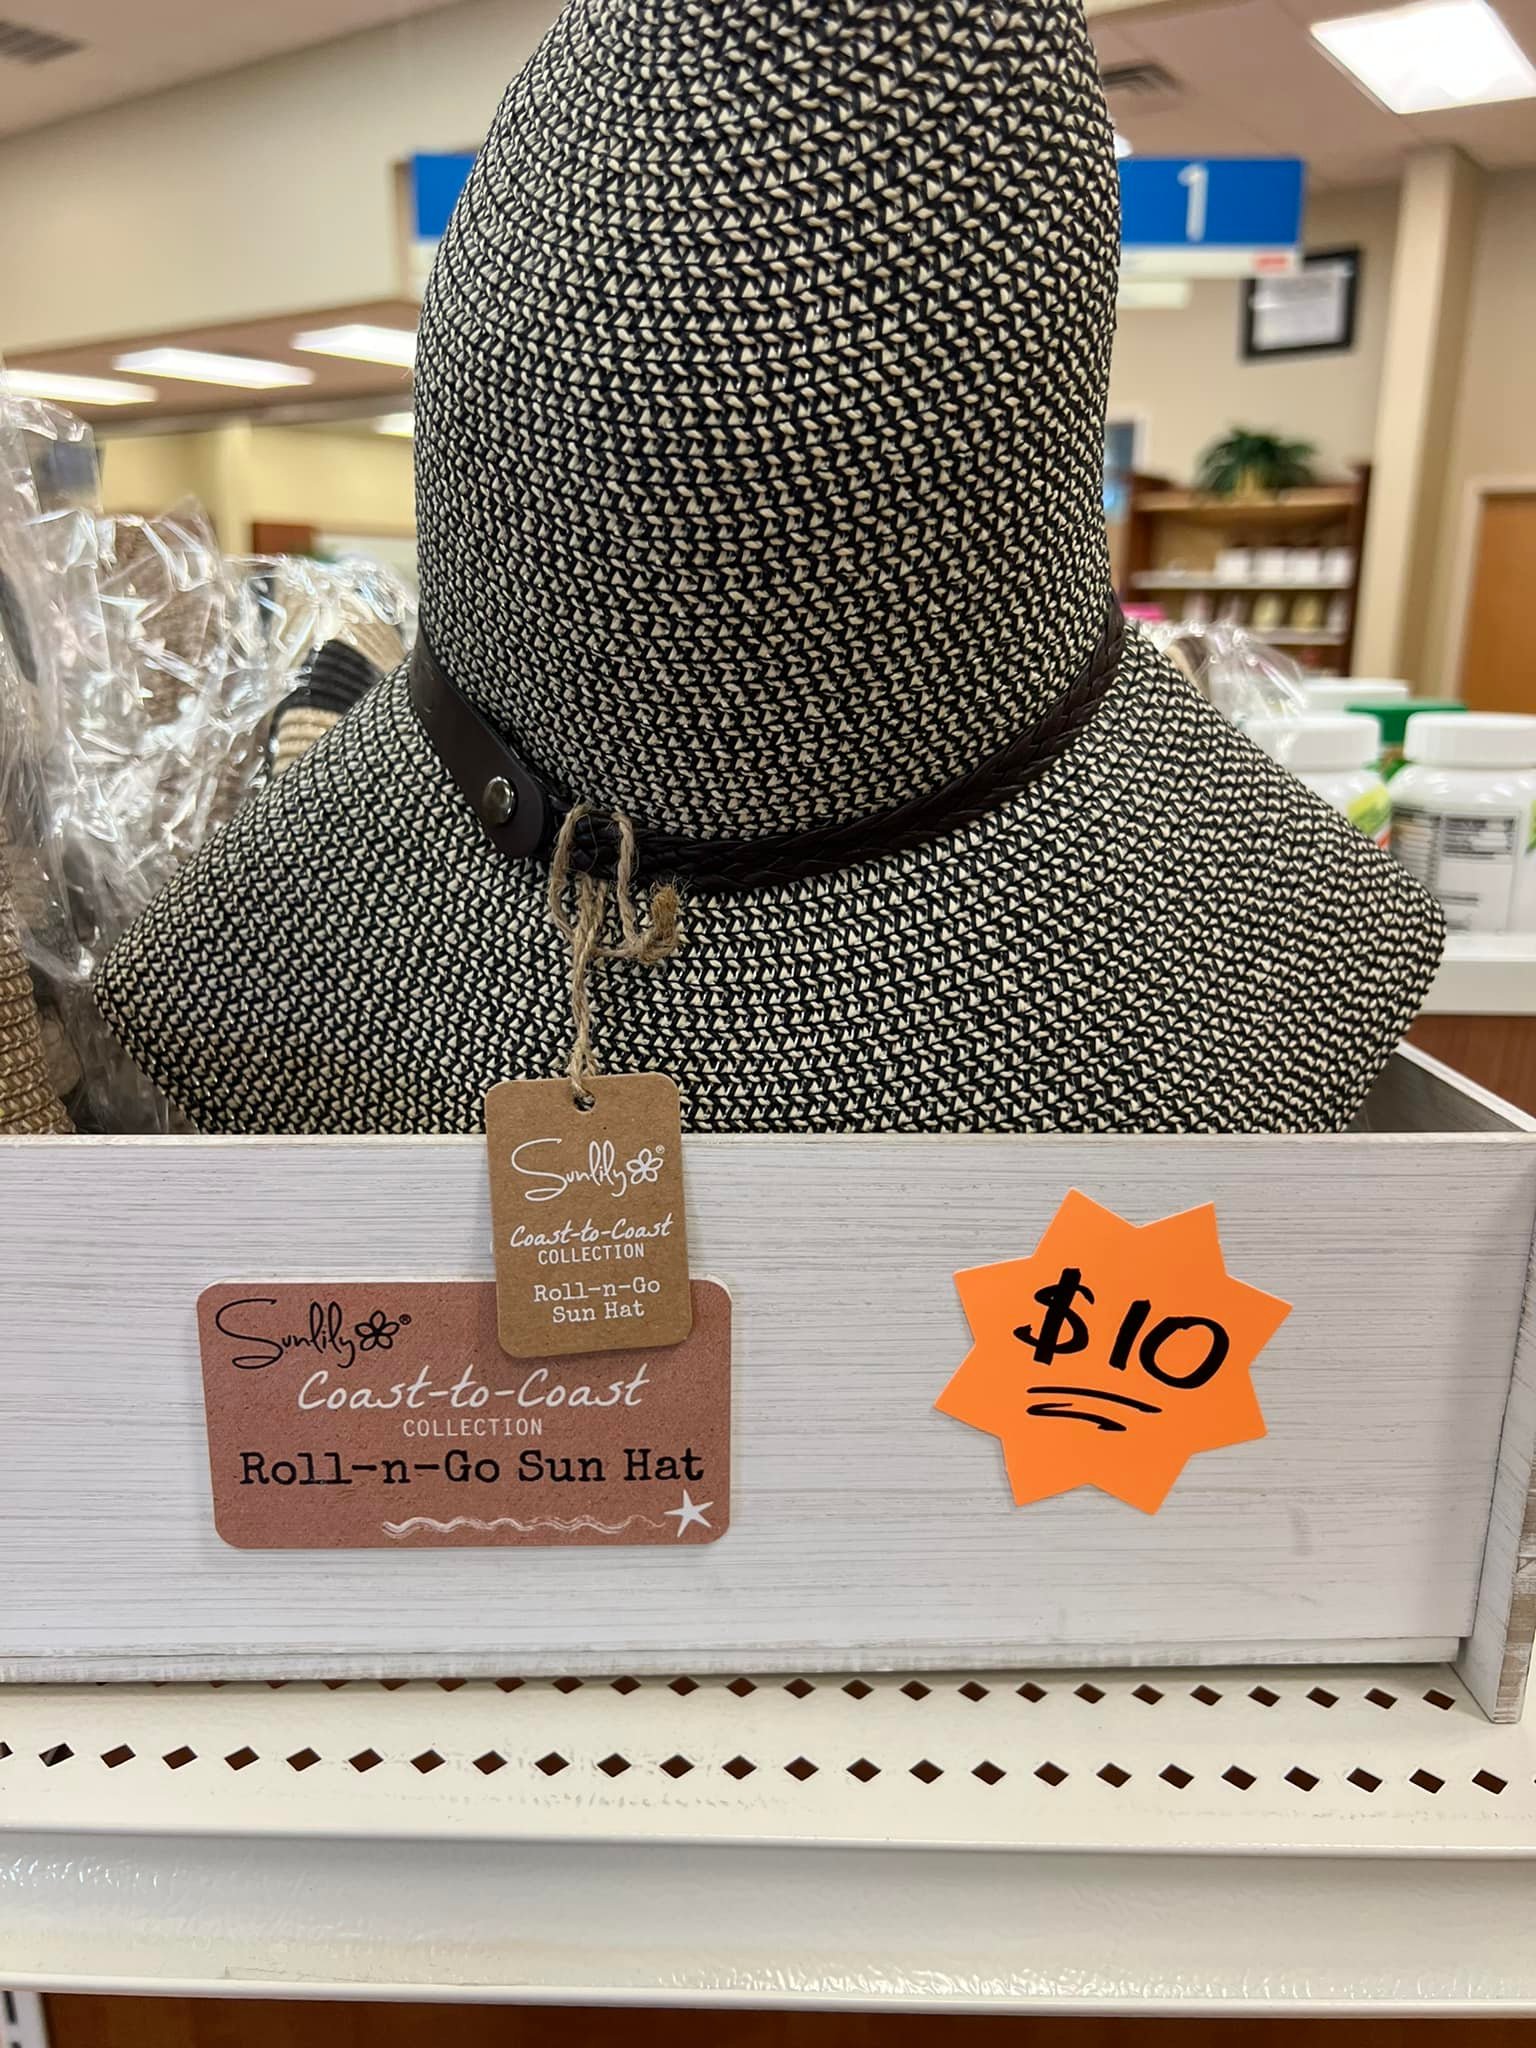 1
Sunlily®
Coast-to-Coast
COLLECTION
Roll-n-Go
Sun Hat
Sunlily®
Coast-to-Coast
COLLECTION
Roll-n-Go Sun Hat
$10